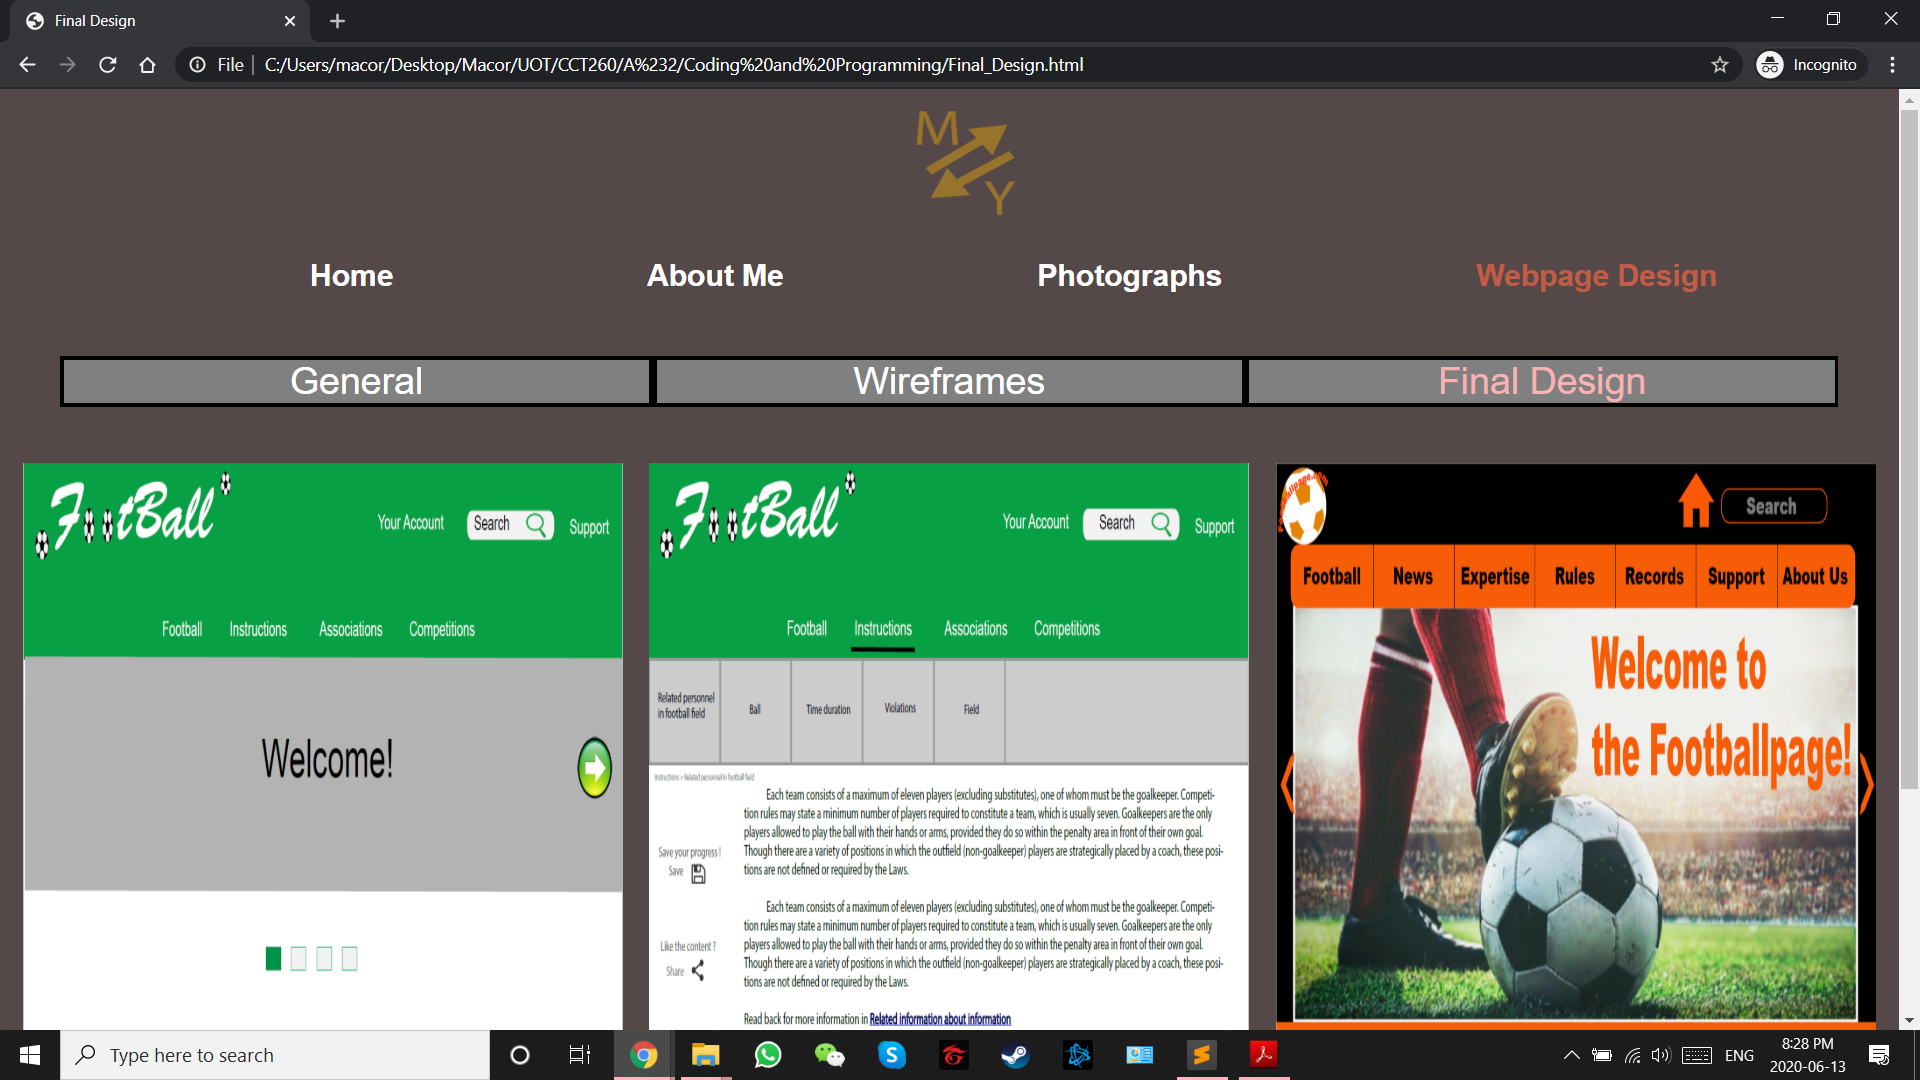 Final Design
File
C:/Users/macor/Desktop/Macor/UOT/CCT260/A%232/Coding%20and%20Programming/Final_Design.html
Incognito
M
Y
Home
About Me
Photographs
Webpage Design
General
Wireframes
Final Design
FootBall
Your Account
Search
Support
Football
Instructions
Associations
Competitions
Welcome!
FootBall
Your Account
Search
Support
Football
Instructions
Associations
Competitions
Related personnel
in football field
Ball
Time duration
Violations
Field
Instructions > Related personnel in football field
Each team consists of a maximum of eleven players (excluding substitutes), one of whom must be the goalkeeper. Competi-
tion rules may state a minimum number of players required to constitute a team, which is usually seven. Goalkeepers are the only
players allowed to play the ball with their hands or arms, provided they do so within the penalty area in front of their own goal.
Though there are a variety of positions in which the outfield (non-goalkeeper) players are strategically placed by a coach, these posi-
tions are not defined or required by the Laws.
Save your progress !
Save
Each team consists of a maximum of eleven players (excluding substitutes), one of whom must be the goalkeeper. Competi-
tion rules may state a minimum number of players required to constitute a team, which is usually seven. Goalkeepers are the only
players allowed to play the ball with their hands or arms, provided they do so within the penalty area in front of their own goal.
Though there are a variety of positions in which the outfield (non-goalkeeper) players are strategically placed by a coach, these posi-
tions are not defined or required by the Laws.
Like the content ?
Share
Read back for more information in Related information about information
Search
Football
News
Expertise
Rules
Records
Support
About Us
Welcome to
the Footballpage!
Type here to search
ENG
8:28 PM
2020-06-13